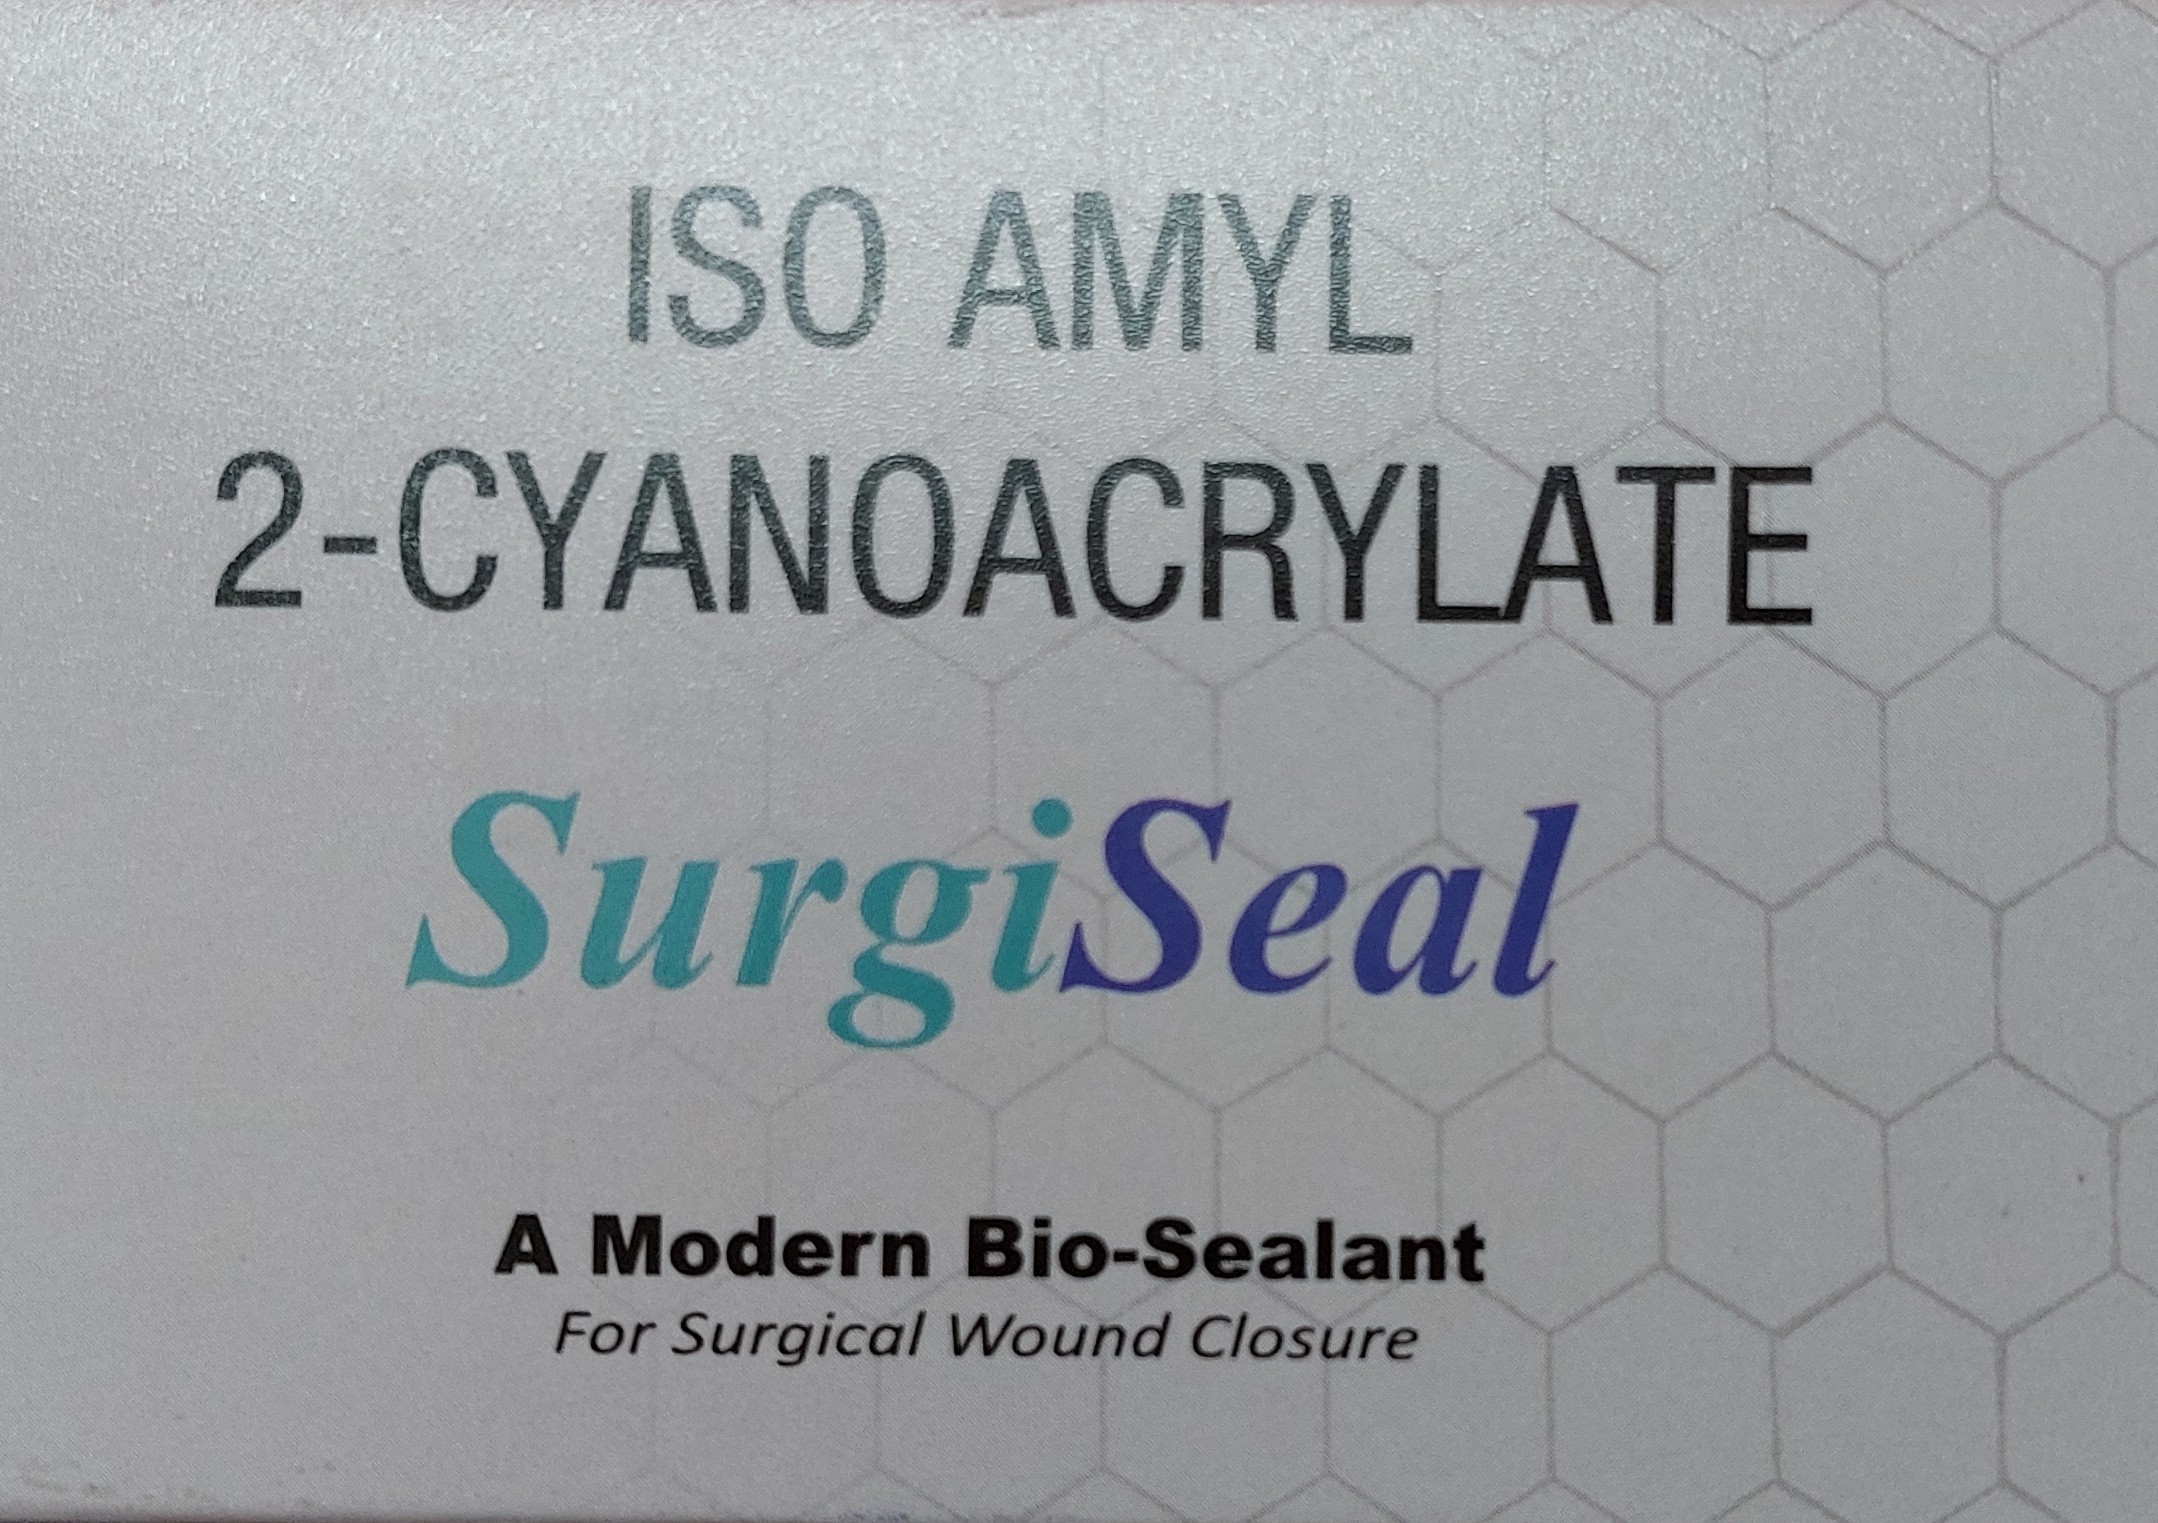 ISO AMYL
2-CYANOACRYLATE
SurgiSeal
A Modern Bio-Sealant
For Surgical Wound Closure